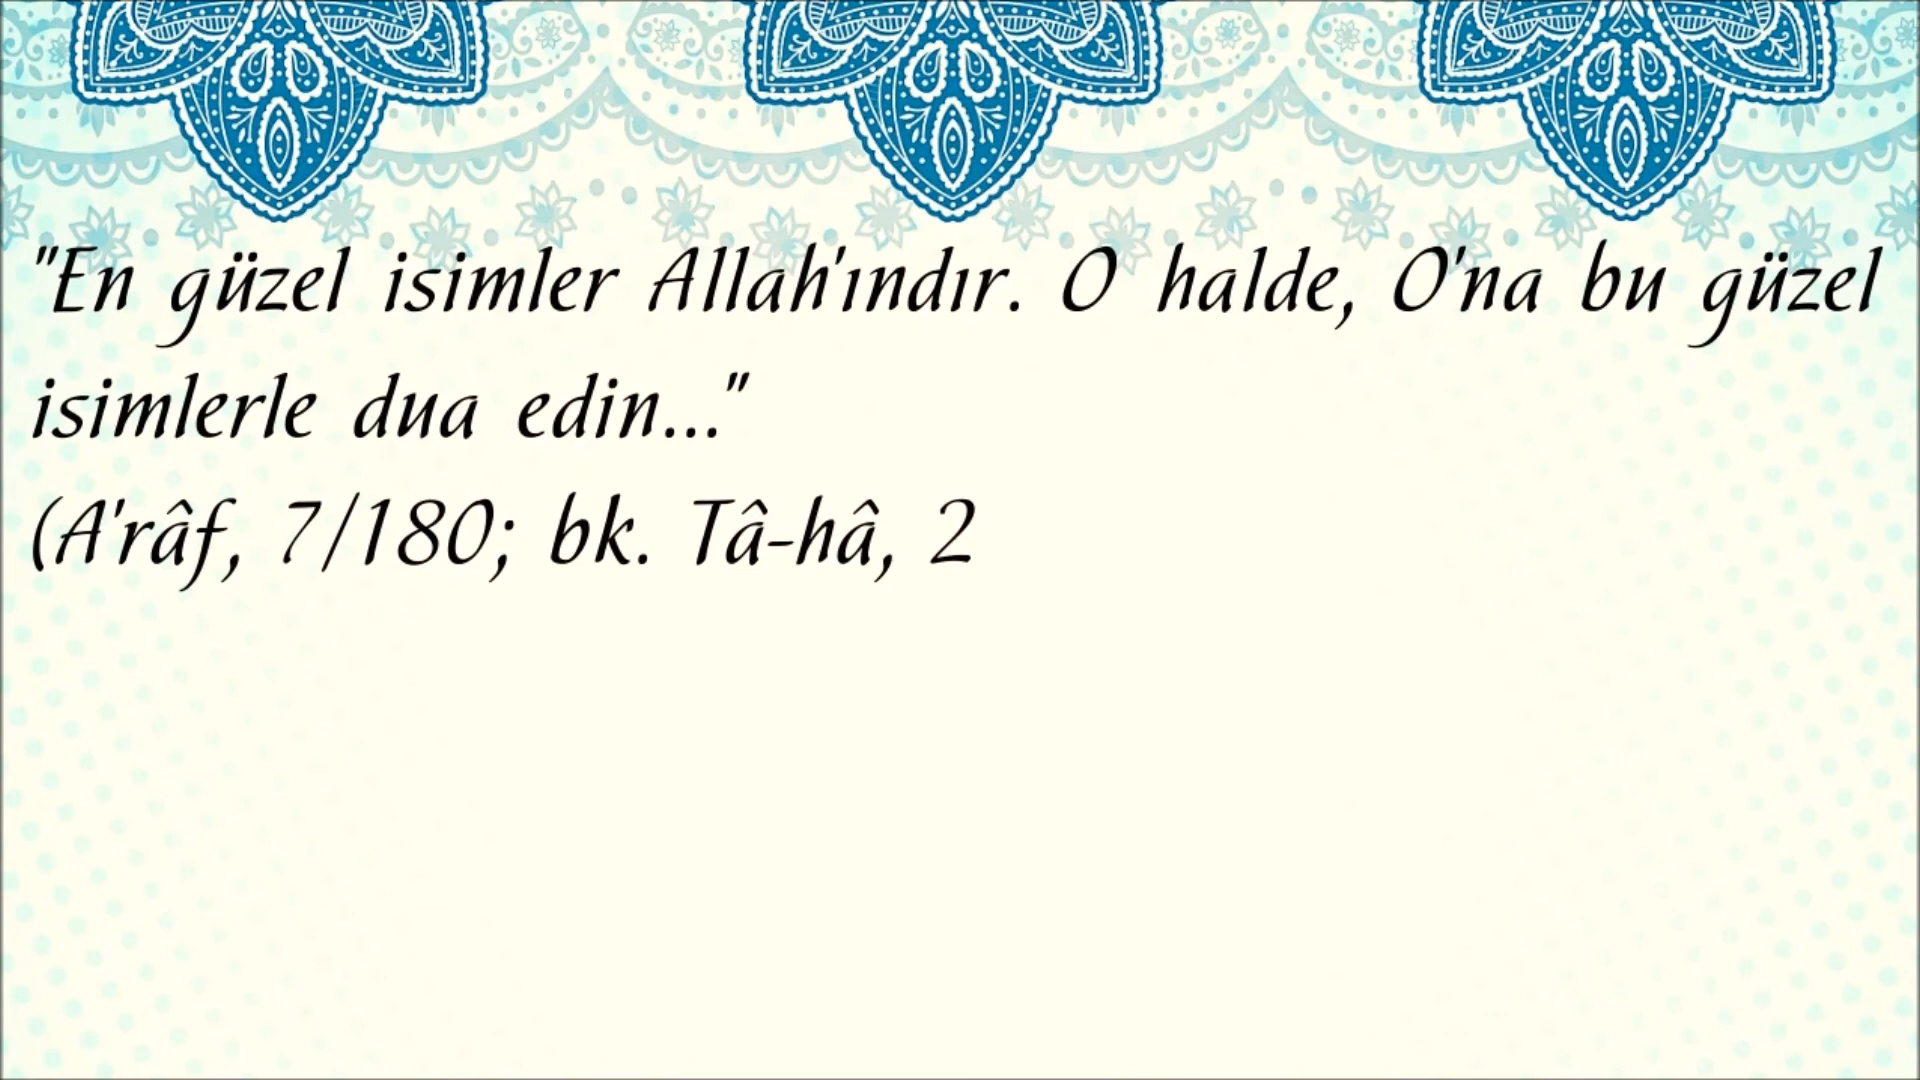 "En güzel isimler Allah'ındır. O halde, O'na bu güzel
isimlerle dua edin..."
(A'râf, 7/180; bk. Tâ-hâ, 2